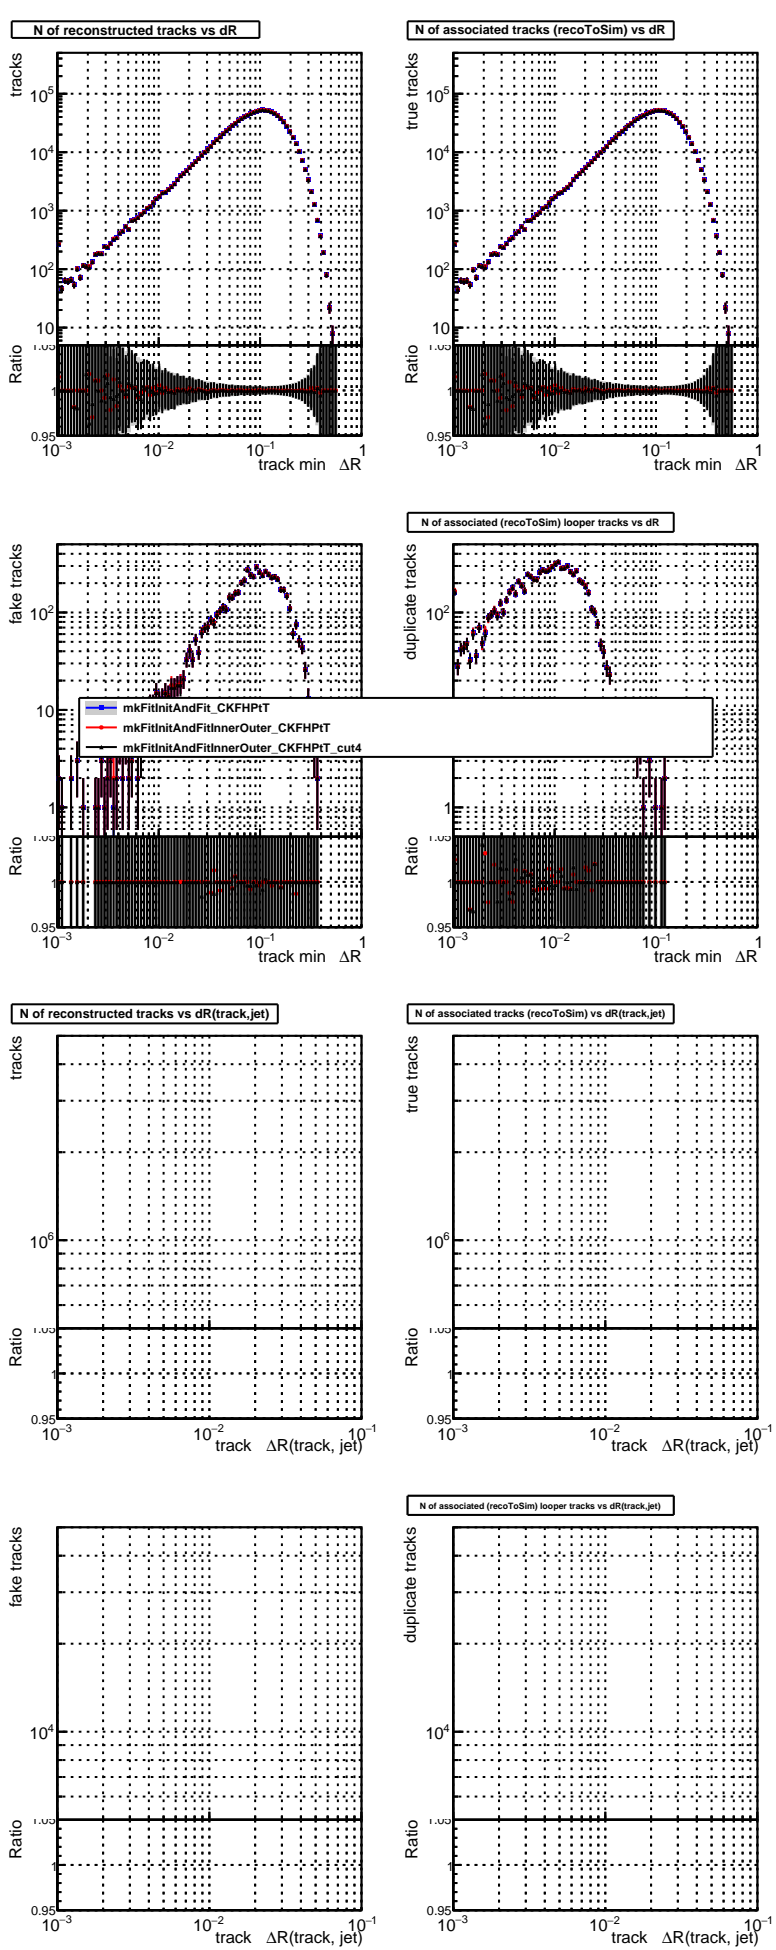 N of reconstructed tracks vs dR
N of associated tracks (recoToSim) vs dR
tracks
10⁵
10⁴
10³
10²
10
1.05
Ratio
1
0.95
10⁻³
10⁻²
10⁻¹
1
track min ΔR
true tracks
10⁵
10⁴
10³
10²
10
1.05
Ratio
1
0.95
10⁻³
10⁻²
10⁻¹
1
track min ΔR
N of associated (recoToSim) looper tracks vs dR
fake tracks
10²
10
1
1.05
Ratio
1
0.95
10⁻³
10⁻²
10⁻¹
1
track min ΔR
duplicate tracks
10²
10
1
1.05
Ratio
1
0.95
10⁻³
10⁻²
10⁻¹
1
track min ΔR
mkFitInitAndFit_CKFHPtT
mkFitInitAndFitInnerOuter_CKFHPtT
mkFitInitAndFitInnerOuter_CKFHPtT_cut4
N of reconstructed tracks vs dR(track,jet)
N of associated tracks (recoToSim) vs dR(track,jet)
tracks
10⁶
1.05
Ratio
1
0.95
10⁻³
10⁻²
10⁻¹
track ΔR(track, jet)
true tracks
10⁶
1.05
Ratio
1
0.95
10⁻³
10⁻²
10⁻¹
track ΔR(track, jet)
N of associated (recoToSim) looper tracks vs dR(track,jet)
fake tracks
10⁴
1.05
Ratio
1
0.95
10⁻³
10⁻²
10⁻¹
track ΔR(track, jet)
duplicate tracks
10⁴
1.05
Ratio
1
0.95
10⁻³
10⁻²
10⁻¹
track ΔR(track, jet)